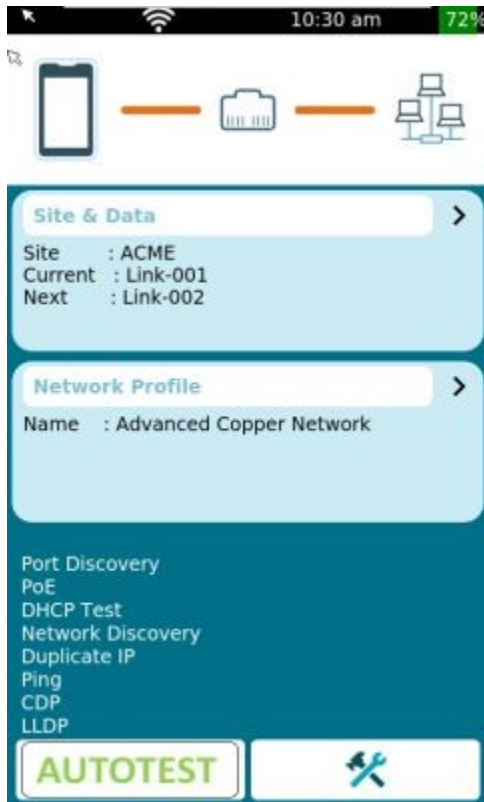 10:30 am 72%
Site & Data
Site : ACME
Current : Link-001
Next : Link-002
Network Profile
Name : Advanced Copper Network
Port Discovery
PoE
DHCP Test
Network Discovery
Duplicate IP
Ping
CDP
LLDP
AUTOTEST